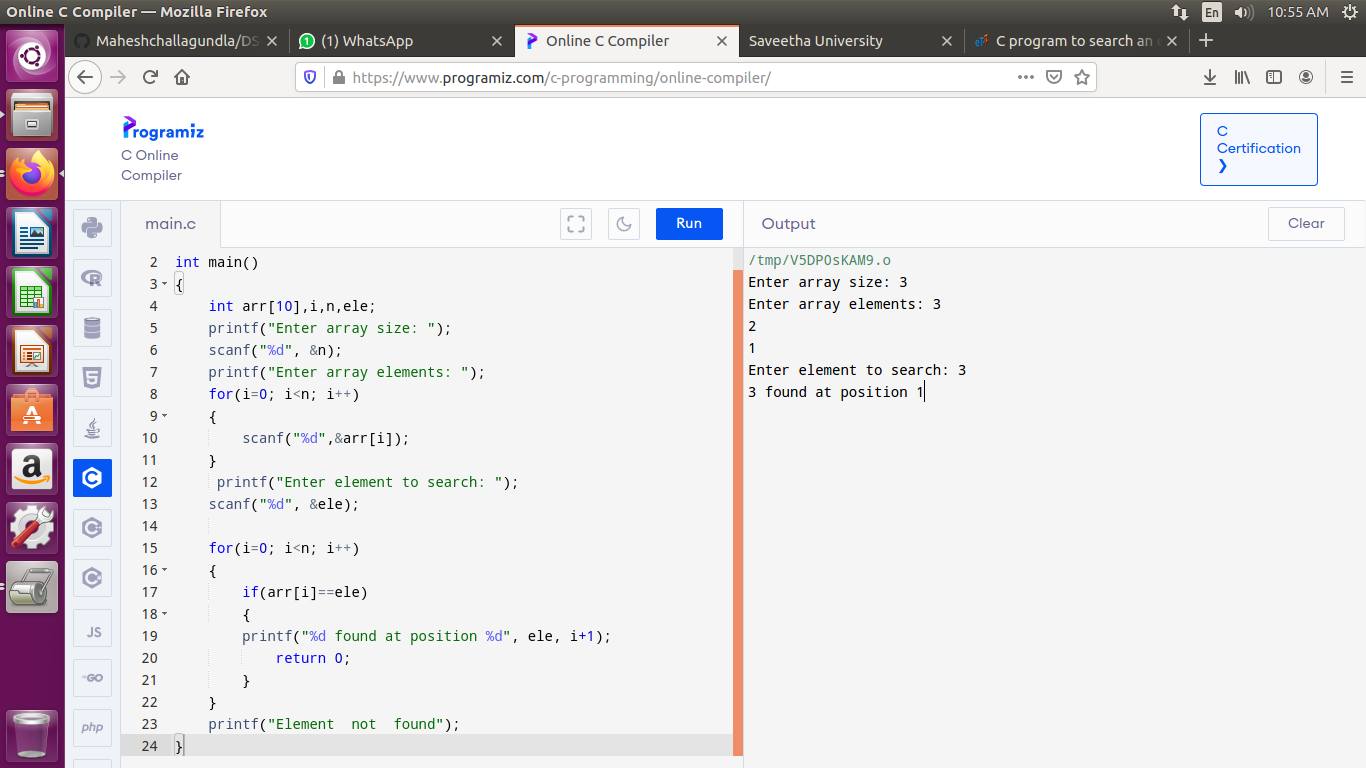 Online C Compiler — Mozilla Firefox
En
10:55 AM
Maheshchallagundla/DS
(1) WhatsApp
Online C Compiler
Saveetha University
C program to search an e
https://www.programiz.com/c-programming/online-compiler/
Programiz
C Online
Compiler
C
Certification
❯
main.c
Run
Output
Clear
2 int main()
3 {
4     int arr[10],i,n,ele;
5     printf("Enter array size: ");
6     scanf("%d", &n);
7     printf("Enter array elements: ");
8     for(i=0; i<n; i++)
9     {
10         scanf("%d",&arr[i]);
11     }
12      printf("Enter element to search: ");
13     scanf("%d", &ele);
14
15     for(i=0; i<n; i++)
16     {
17         if(arr[i]==ele)
18         {
19         printf("%d found at position %d", ele, i+1);
20             return 0;
21         }
22     }
23     printf("Element  not  found");
24 }
/tmp/V5DPOsKAM9.o
Enter array size: 3
Enter array elements: 3
2
1
Enter element to search: 3
3 found at position 1
R
5
C
C
C
JS
GO
php
a